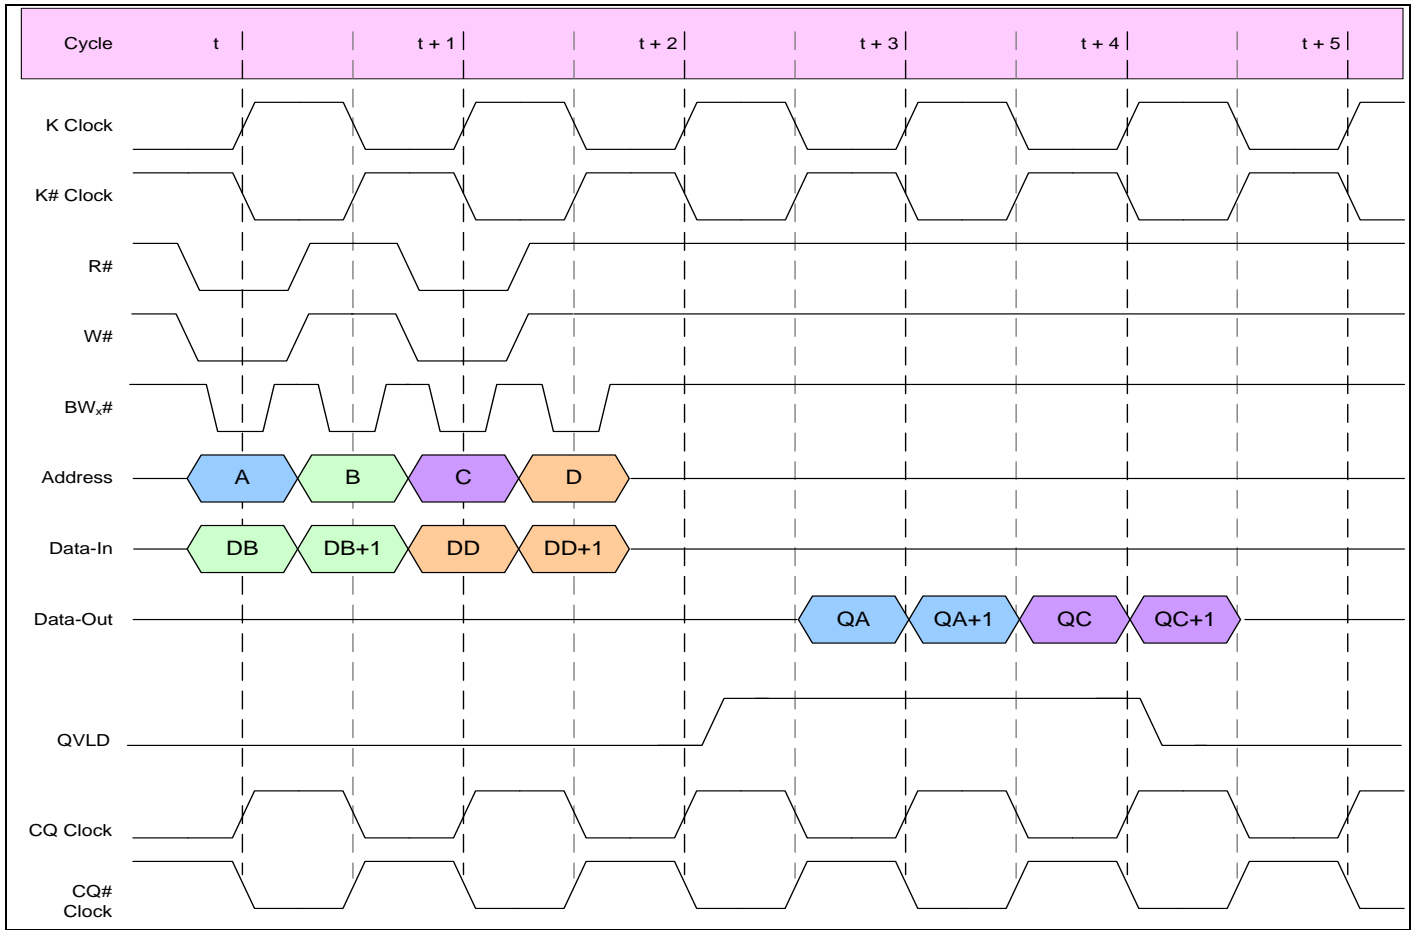 Cycle t t + 1 t + 2 t + 3 t + 4 t + 5
K Clock
K# Clock
R#
W#
BWₓ#
Address A B C D
Data-In DB DB+1 DD DD+1
Data-Out QA QA+1 QC QC+1
QVLD
CQ Clock
CQ#
Clock